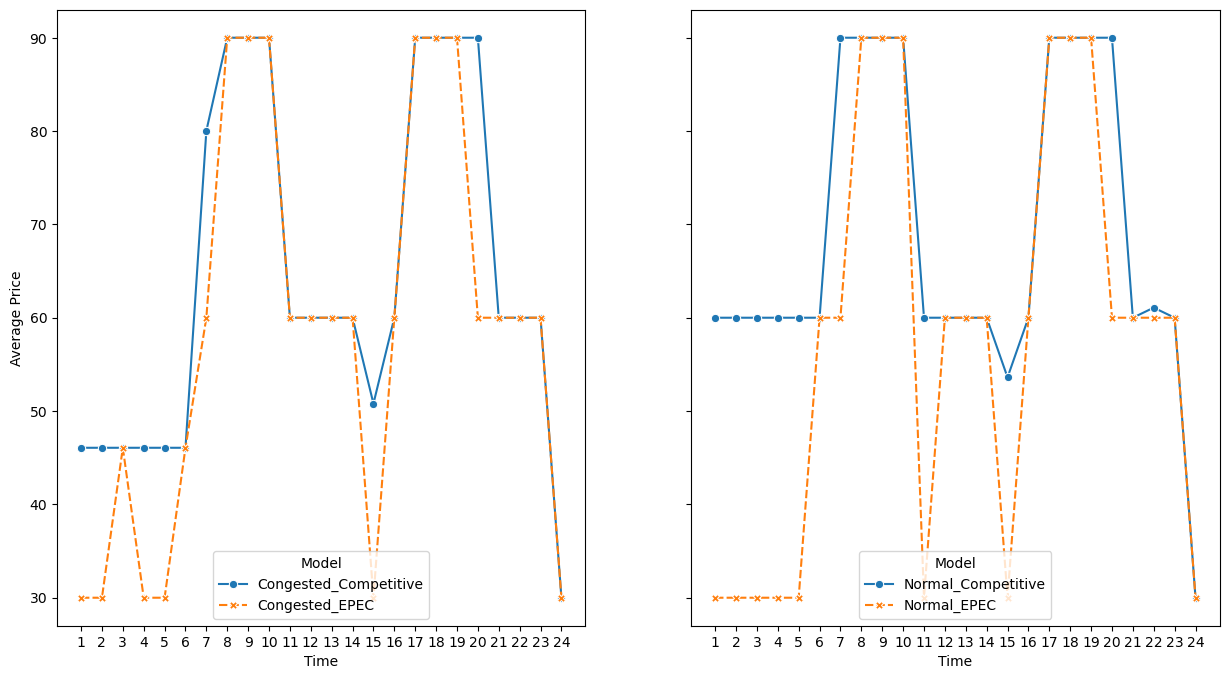 90
80
70
60
50
40
30
Average Price
Model
Congested_Competitive
Congested_EPEC
1 2 3 4 5 6 7 8 9 10 11 12 13 14 15 16 17 18 19 20 21 22 23 24
Time
Model
Normal_Competitive
Normal_EPEC
1 2 3 4 5 6 7 8 9 10 11 12 13 14 15 16 17 18 19 20 21 22 23 24
Time